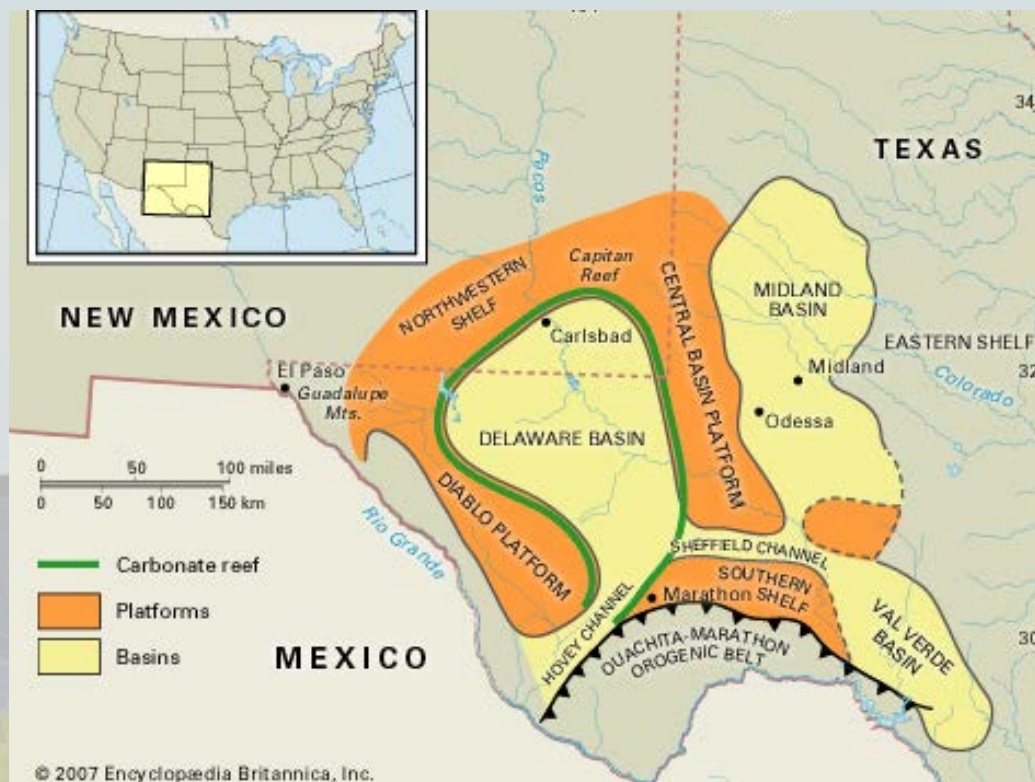 34
TEXAS
Pecos
Capitan
Reef
NORTHWESTERN
SHELF
CENTRAL BASIN PLATFORM
MIDLAND
BASIN
NEW MEXICO
Carlsbad
EASTERN SHELF
El Paso
Guadalupe
Mts.
Midland
32
Colorado
Odessa
DELAWARE BASIN
0 50 100 miles
0 50 100 150 km
DIABLO PLATFORM
Rio Grande
SHEFFIELD CHANNEL
Carbonate reef
SOUTHERN
Marathon SHELF
Platforms
HOVEY CHANNEL
VAL VERDE
BASIN
Basins
MEXICO
OUACHITA-MARATHON
OROGENIC BELT
30
© 2007 Encyclopædia Britannica, Inc.